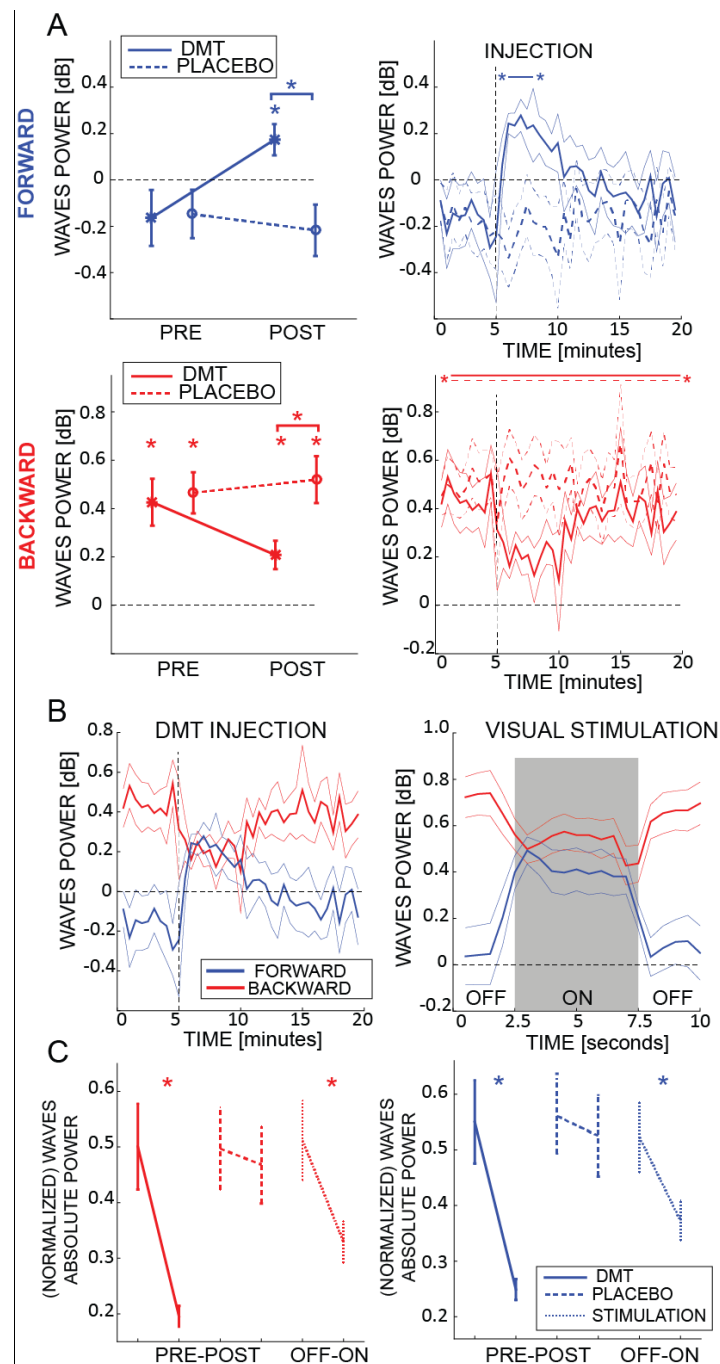 A
DMT
PLACEBO
*
*
FORWARD
WAVES POWER [dB]
0.4
0.2
0
-0.2
-0.4
PRE
POST
INJECTION
* *
WAVES POWER [dB]
0.4
0.2
0
-0.2
-0.4
0
5
10
15
20
TIME [minutes]
DMT
PLACEBO
*
* * * *
BACKWARD
WAVES POWER [dB]
0.8
0.6
0.4
0.2
0
PRE
POST
* *
WAVES POWER [dB]
0.8
0.6
0.4
0.2
0
-0.2
0
5
10
15
20
TIME [minutes]
B
DMT INJECTION
WAVES POWER [dB]
0.8
0.6
0.4
0.2
0
-0.2
-0.4
FORWARD
BACKWARD
0
5
10
15
20
TIME [minutes]
VISUAL STIMULATION
WAVES POWER [dB]
1.0
0.8
0.6
0.4
0.2
0
-0.2
OFF
ON
OFF
0
2.5
5
7.5
10
TIME [seconds]
C
* *
(NORMALIZED) WAVES
ABSOLUTE POWER
0.6
0.5
0.4
0.3
0.2
PRE-POST
OFF-ON
* *
(NORMALIZED) WAVES
ABSOLUTE POWER
0.6
0.5
0.4
0.3
0.2
DMT
PLACEBO
STIMULATION
PRE-POST
OFF-ON